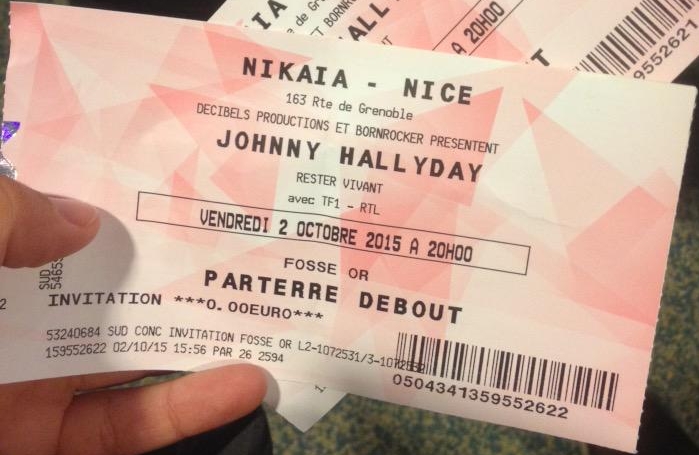 NIKAIA - NICE
163 Rte de Grenoble
DECIBELS PRODUCTIONS ET BORNROCKER PRESENTENT
JOHNNY HALLYDAY
RESTER VIVANT
avec TF1 - RTL
VENDREDI 2 OCTOBRE 2015 A 20H00
FOSSE OR
PARTERRE DEBOUT
INVITATION ***0.00EURO***
53240684 SUD CONC INVITATION FOSSE OR L2-1072531/3-1072532
159552622 02/10/15 15:56 PAR 26 2594
0504341359552622
SUD
A 20H00